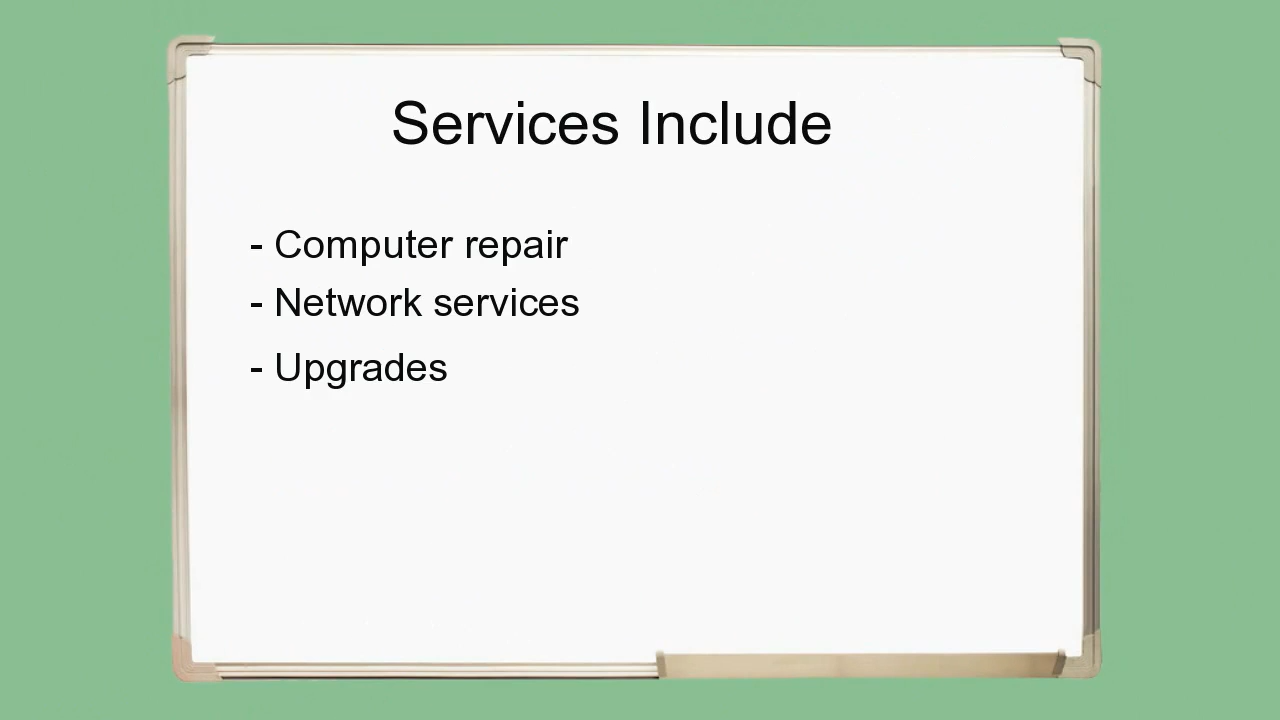 Services Include
- Computer repair
- Network services
- Upgrades